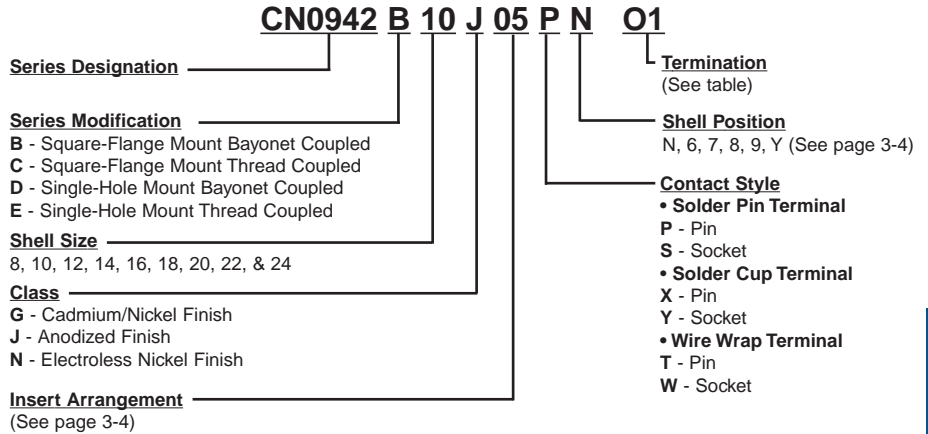 CN0942 B 10 J 05 P N O1
Series Designation
Series Modification
B - Square-Flange Mount Bayonet Coupled
C - Square-Flange Mount Thread Coupled
D - Single-Hole Mount Bayonet Coupled
E - Single-Hole Mount Thread Coupled
Shell Size
8, 10, 12, 14, 16, 18, 20, 22, & 24
Class
G - Cadmium/Nickel Finish
J - Anodized Finish
N - Electroless Nickel Finish
Insert Arrangement
(See page 3-4)
Termination
(See table)
Shell Position
N, 6, 7, 8, 9, Y (See page 3-4)
Contact Style
• Solder Pin Terminal
P - Pin
S - Socket
• Solder Cup Terminal
X - Pin
Y - Socket
• Wire Wrap Terminal
T - Pin
W - Socket